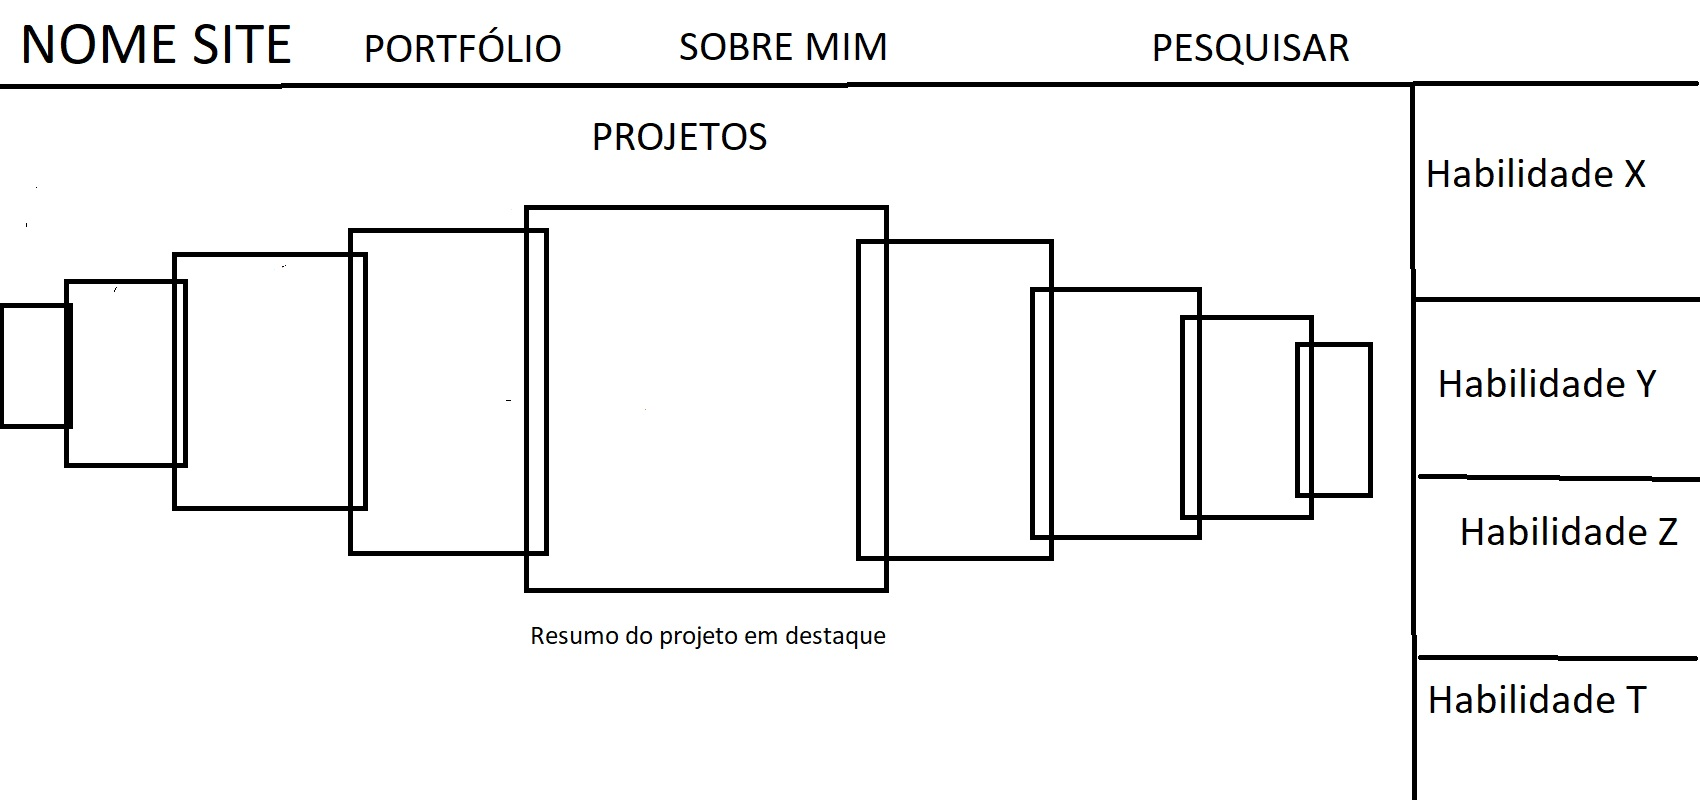 NOME SITE
PORTFÓLIO
SOBRE MIM
PESQUISAR
PROJETOS
Habilidade X
Habilidade Y
Habilidade Z
Resumo do projeto em destaque
Habilidade T